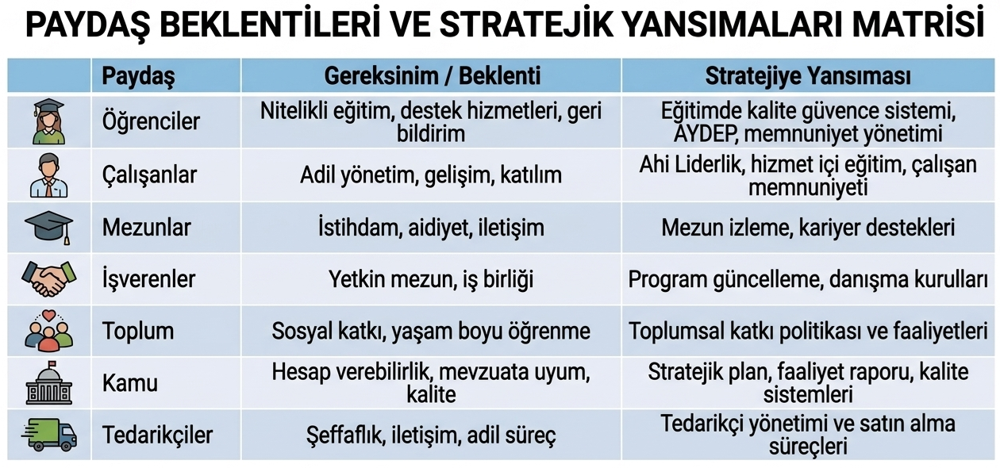 PAYDAŞ BEKLENTİLERİ VE STRATEJİK YANSIMALARI MATRİSİ
Paydaş
Gereksinim / Beklenti
Stratejiye Yansıması
Öğrenciler
Nitelikli eğitim, destek hizmetleri, geri
bildirim
Eğitimde kalite güvence sistemi,
AYDEP, memnuniyet yönetimi
Çalışanlar
Adil yönetim, gelişim, katılım
Ahi Liderlik, hizmet içi eğitim, çalışan
memnuniyeti
Mezunlar
İstihdam, aidiyet, iletişim
Mezun izleme, kariyer destekleri
İşverenler
Yetkin mezun, iş birliği
Program güncelleme, danışma kurulları
Toplum
Sosyal katkı, yaşam boyu öğrenme
Toplumsal katkı politikası ve faaliyetleri
Kamu
Hesap verebilirlik, mevzuata uyum,
kalite
Stratejik plan, faaliyet raporu, kalite
sistemleri
Tedarikçiler
Şeffaflık, iletişim, adil süreç
Tedarikçi yönetimi ve satın alma
süreçleri